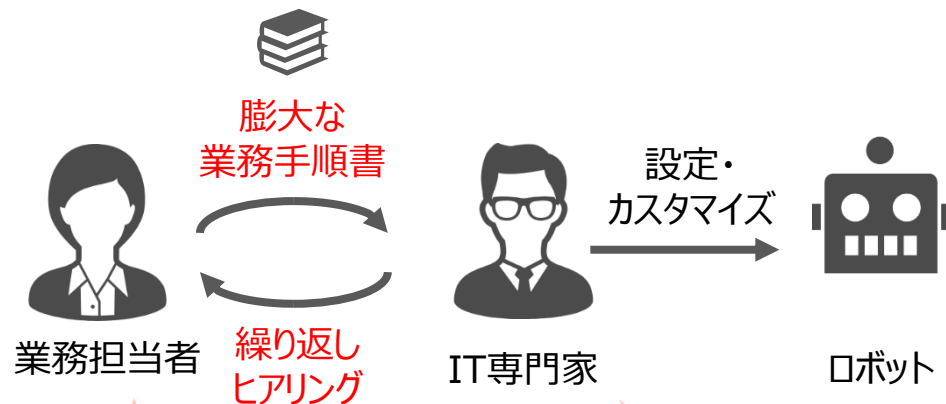 膨大な
業務手順書
設定・
カスタマイズ
業務担当者
繰り返し
ヒアリング
IT専門家
ロボット